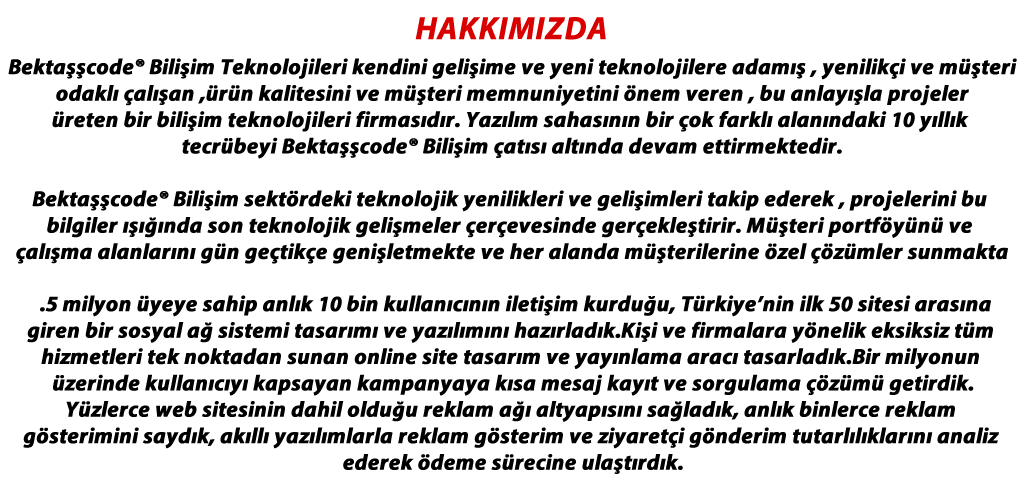 HAKKIMIZDA
Bektaşşcode® Bilişim Teknolojileri kendini gelişime ve yeni teknolojilere adamış , yenilikçi ve müşteri
odaklı çalışan ,ürün kalitesini ve müşteri memnuniyetini önem veren , bu anlayışla projeler
üreten bir bilişim teknolojileri firmasıdır. Yazılım sahasının bir çok farklı alanındaki 10 yıllık
tecrübeyi Bektaşşcode® Bilişim çatısı altında devam ettirmektedir.
Bektaşşcode® Bilişim sektördeki teknolojik yenilikleri ve gelişimleri takip ederek , projelerini bu
bilgiler ışığında son teknolojik gelişmeler çerçevesinde gerçekleştirir. Müşteri portföyünü ve
çalışma alanlarını gün geçtikçe genişletmekte ve her alanda müşterilerine özel çözümler sunmakta
.5 milyon üyeye sahip anlık 10 bin kullanıcının iletişim kurduğu, Türkiye’nin ilk 50 sitesi arasına
giren bir sosyal ağ sistemi tasarımı ve yazılımını hazırladık.Kişi ve firmalara yönelik eksiksiz tüm
hizmetleri tek noktadan sunan online site tasarım ve yayınlama aracı tasarladık.Bir milyonun
üzerinde kullanıcıyı kapsayan kampanyaya kısa mesaj kayıt ve sorgulama çözümü getirdik.
Yüzlerce web sitesinin dahil olduğu reklam ağı altyapısını sağladık, anlık binlerce reklam
gösterimini saydık, akıllı yazılımlarla reklam gösterim ve ziyaretçi gönderim tutarlılıklarını analiz
ederek ödeme sürecine ulaştırdık.